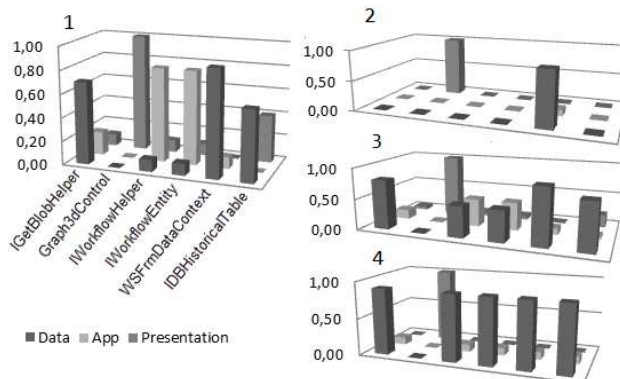 1
1,00
0,80
0,60
0,40
0,20
0,00
IGetBlobHelper
Graph3dControl
IWorkflowHelper
IWorkflowEntity
WSFrmDataContext
IDBHistoricalTable
Data App Presentation
2
1,00
0,50
0,00
3
1,00
0,50
0,00
4
1,00
0,50
0,00